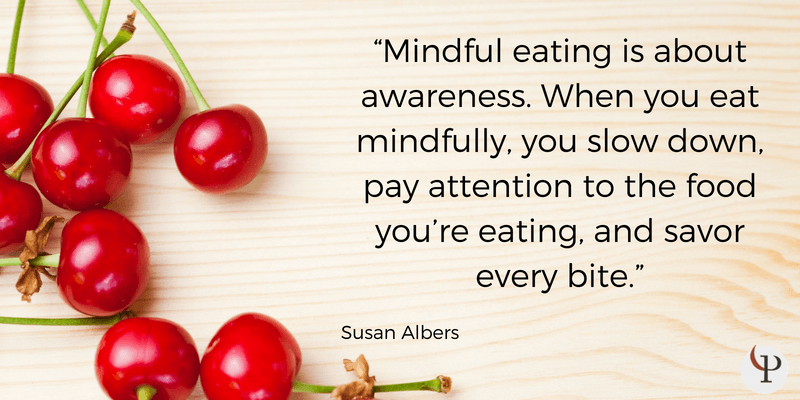 “Mindful eating is about
awareness. When you eat
mindfully, you slow down,
pay attention to the food
you’re eating, and savor
every bite.”
Susan Albers
P